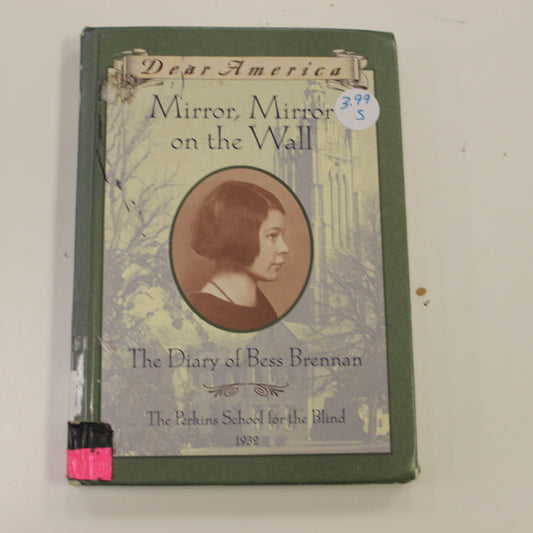 Dear America
Mirror, Mirror
on the Wall
3.99
S
The Diary of Bess Brennan
The Perkins School for the Blind
1932